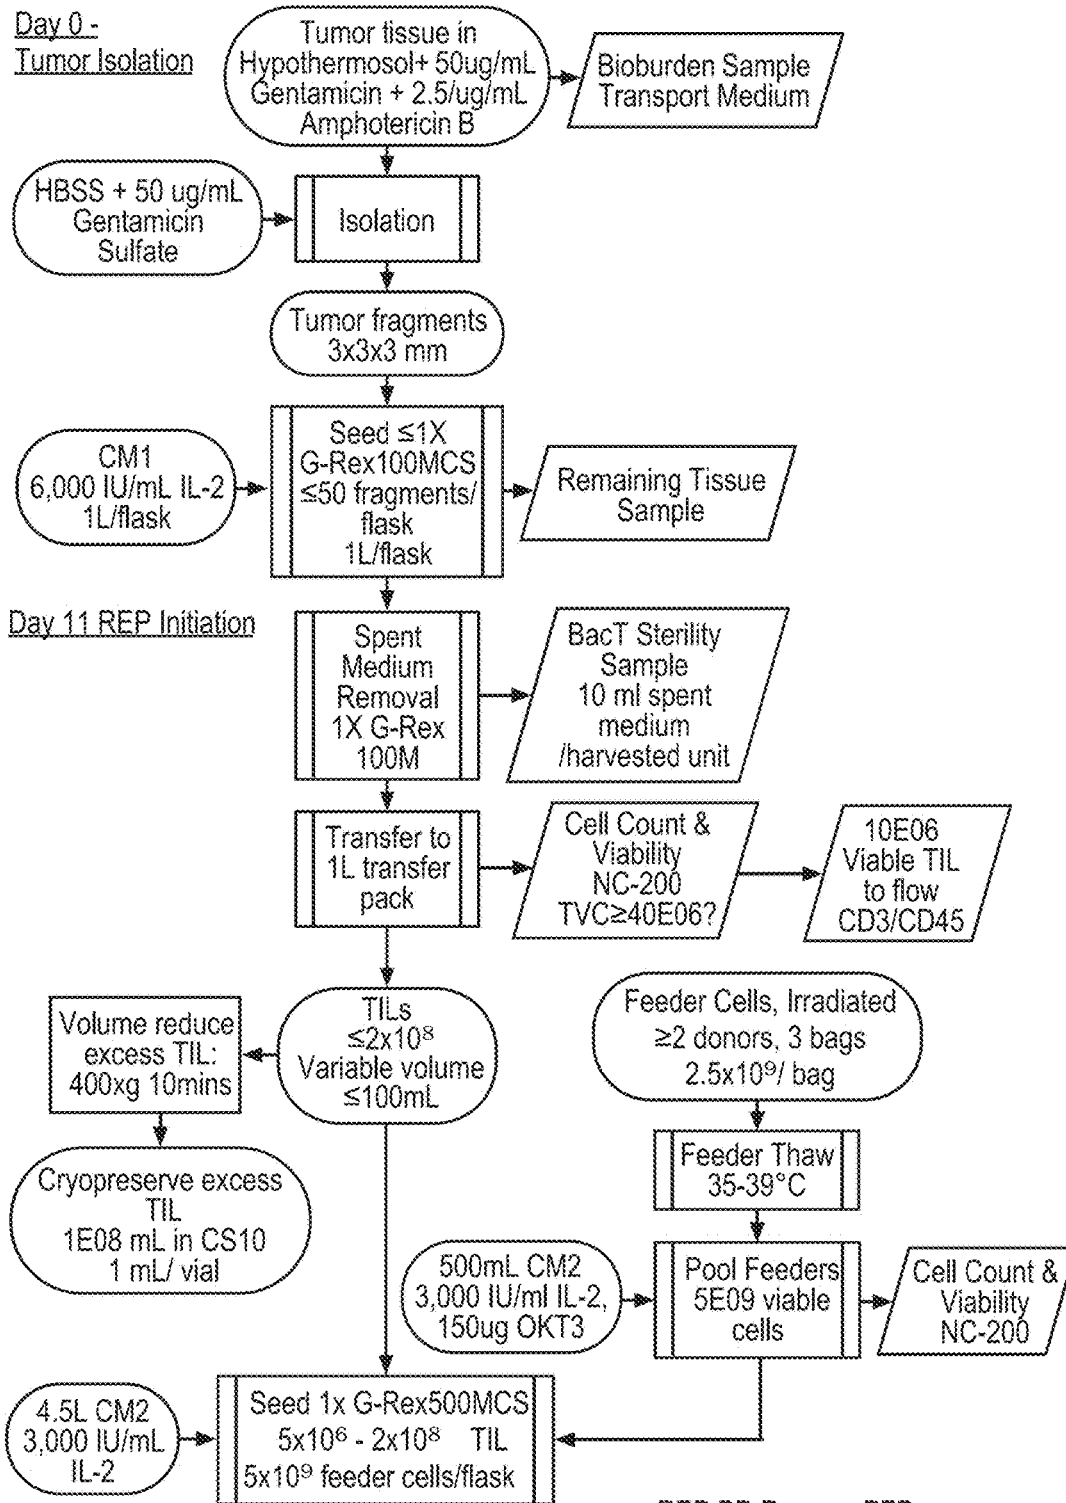 Day 0 -
Tumor Isolation
Tumor tissue in
Hypothermosol+ 50ug/mL
Gentamicin + 2.5/ug/mL
Amphotericin B
Bioburden Sample
Transport Medium
HBSS + 50 ug/mL
Gentamicin
Sulfate
Isolation
Tumor fragments
3x3x3 mm
CM1
6,000 IU/mL IL-2
1L/flask
Seed ≤1X
G-Rex100MCS
≤50 fragments/
flask
1L/flask
Remaining Tissue
Sample
Day 11 REP Initiation
Spent
Medium
Removal
1X G-Rex
100M
BacT Sterility
Sample
10 ml spent
medium
/harvested unit
Transfer to
1L transfer
pack
Cell Count &
Viability
NC-200
TVC≥40E06?
10E06
Viable TIL
to flow
CD3/CD45
Volume reduce
excess TIL:
400xg 10mins
TILs
≤2x10⁸
Variable volume
≤100mL
Feeder Cells, Irradiated
≥2 donors, 3 bags
2.5x10⁹/ bag
Cryopreserve excess
TIL
1E08 mL in CS10
1 mL/ vial
Feeder Thaw
35-39°C
500mL CM2
3,000 IU/ml IL-2,
150ug OKT3
Pool Feeders
5E09 viable
cells
Cell Count &
Viability
NC-200
4.5L CM2
3,000 IU/mL
IL-2
Seed 1x G-Rex500MCS
5x10⁶ - 2x10⁸ TIL
5x10⁹ feeder cells/flask